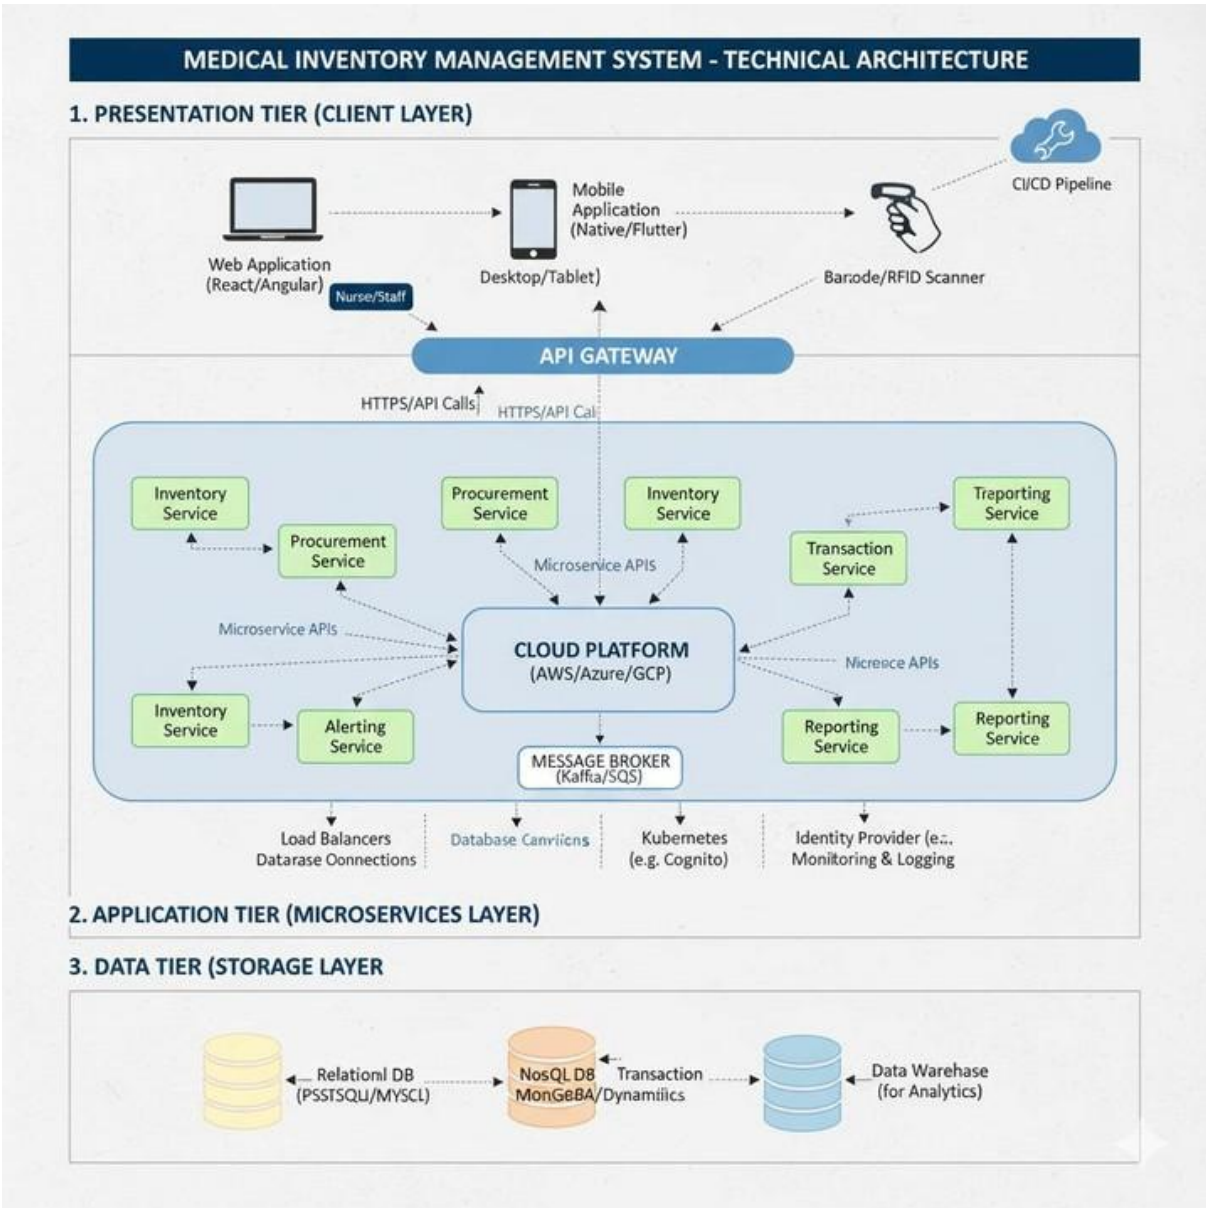 MEDICAL INVENTORY MANAGEMENT SYSTEM - TECHNICAL ARCHITECTURE
1. PRESENTATION TIER (CLIENT LAYER)
CI/CD Pipeline
Mobile
Application
(Native/Flutter)
Web Application
(React/Angular)
Nurse/Staff
Desktop/Tablet)
Barcode/RFID Scanner
API GATEWAY
HTTPS/API Calls
HTTPS/API Cal
Inventory
Service
Procurement
Service
Procurement
Service
Inventory
Service
Transaction
Service
Treporting
Service
Microservice APIs
Microservice APIs
CLOUD PLATFORM
(AWS/Azure/GCP)
APIs
Inventory
Service
Alerting
Service
Reporting
Service
Reporting
Service
MESSAGE BROKER
(Kaffta/SQS)
Load Balancers
Datarase Oonnections
Database
Kubernetes
(e.g. Cognito)
Identity Provider (e..
Monitoring & Logging
2. APPLICATION TIER (MICROSERVICES LAYER)
3. DATA TIER (STORAGE LAYER
Relationl DB
(PSSTSQLI/MYSCL)
NosQL D8
MonGeBA/Dynamiiics
Transaction
Data Warehase
(for Analytics)